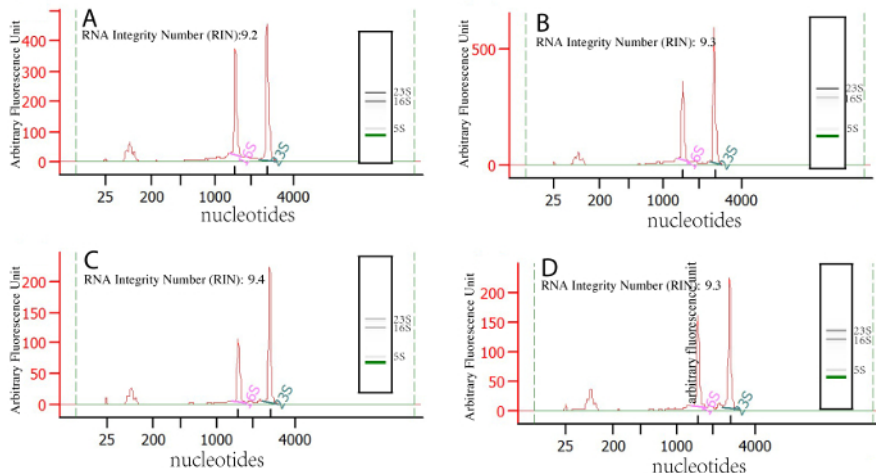 A
RNA Integrity Number (RIN):9.2
Arbitrary Fluorescence Unit
400
300
200
100
0
16S
23S
23S
16S
5S
25 200 1000 4000
nucleotides
B
RNA Integrity Number (RIN): 9.3
Arbitrary Fluorescence Unit
500
0
16S
23S
23S
16S
5S
25 200 1000 4000
nucleotides
C
RNA Integrity Number (RIN): 9.4
Arbitrary Fluorescence Unit
200
150
100
50
0
16S
23S
23S
16S
5S
25 200 1000 4000
nucleotides
D
RNA Integrity Number (RIN): 9.3
Arbitrary Fluorescence Unit
arbitrary fluorescence unit
200
150
100
50
0
16S
23S
23S
16S
5S
25 200 1000 4000
nucleotides